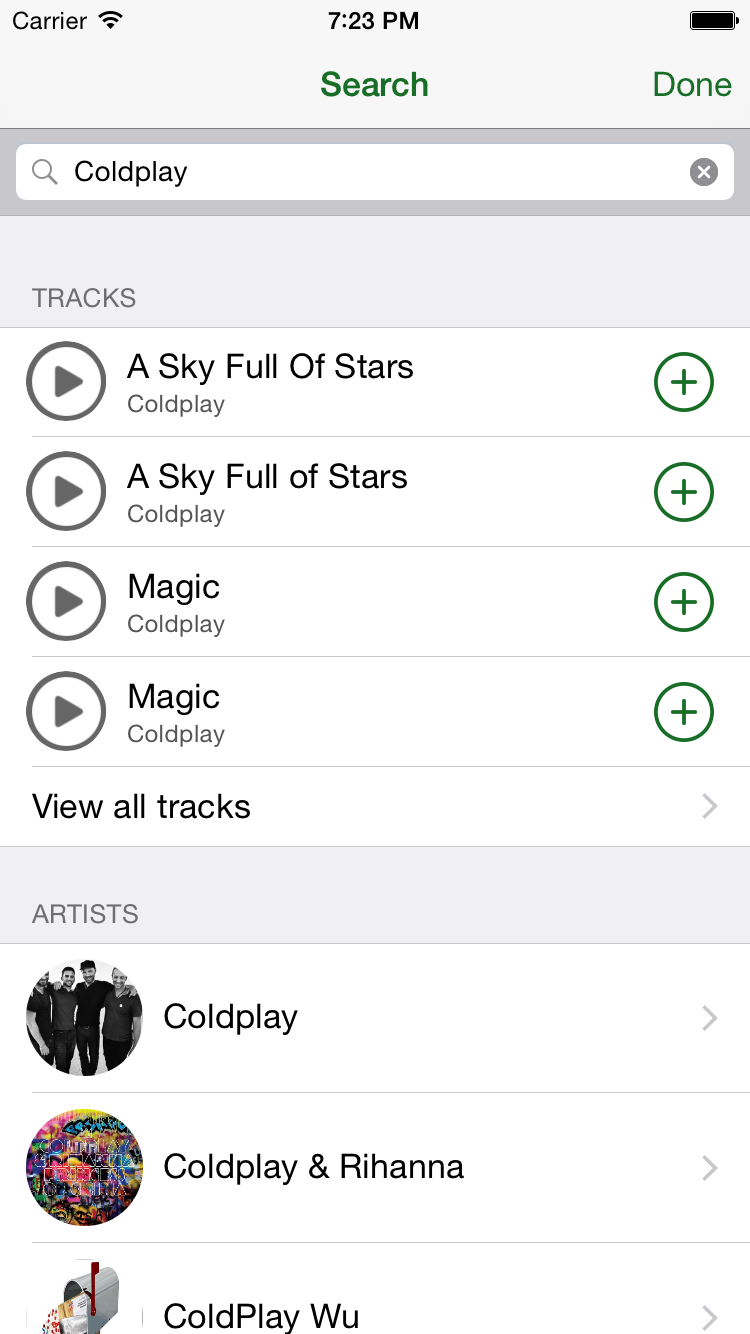 Carrier 7:23 PM
Search Done
Coldplay
TRACKS
A Sky Full Of Stars
Coldplay
A Sky Full of Stars
Coldplay
Magic
Coldplay
Magic
Coldplay
View all tracks
ARTISTS
Coldplay
Coldplay & Rihanna
ColdPlay Wu